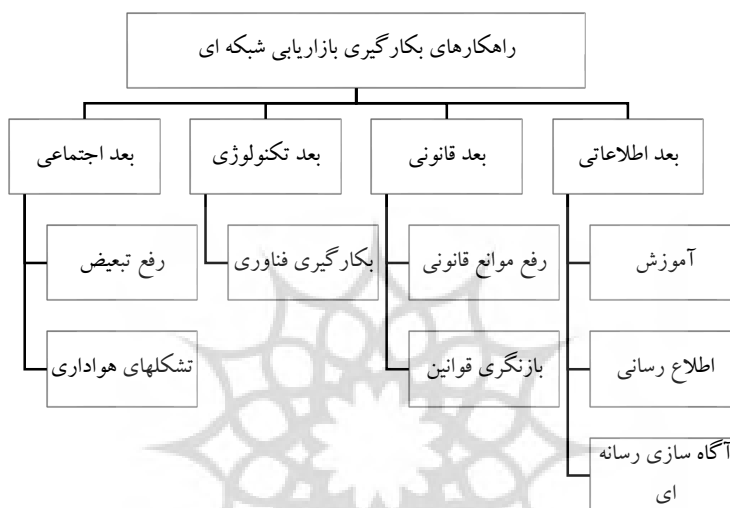 راهکارهای بکارگیری بازاریابی شبکه ای
بعد اطلاعاتی
بعد قانونی
بعد تکنولوژی
بعد اجتماعی
آموزش
رفع موانع قانونی
بکارگیری فناوری
رفع تبعیض
اطلاع رسانی
بازنگری قوانین
تشکلهای هواداری
آگاه سازی رسانه
ای